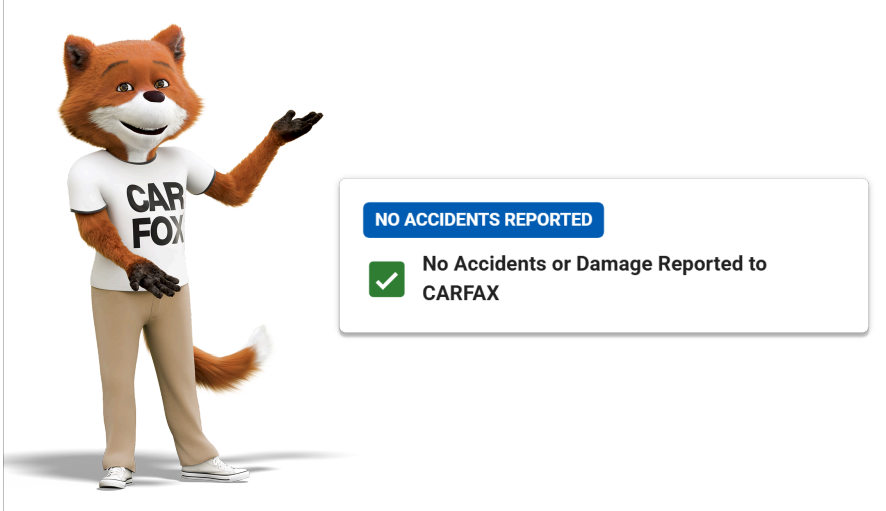 CAR
FOX
NO ACCIDENTS REPORTED
No Accidents or Damage Reported to
CARFAX